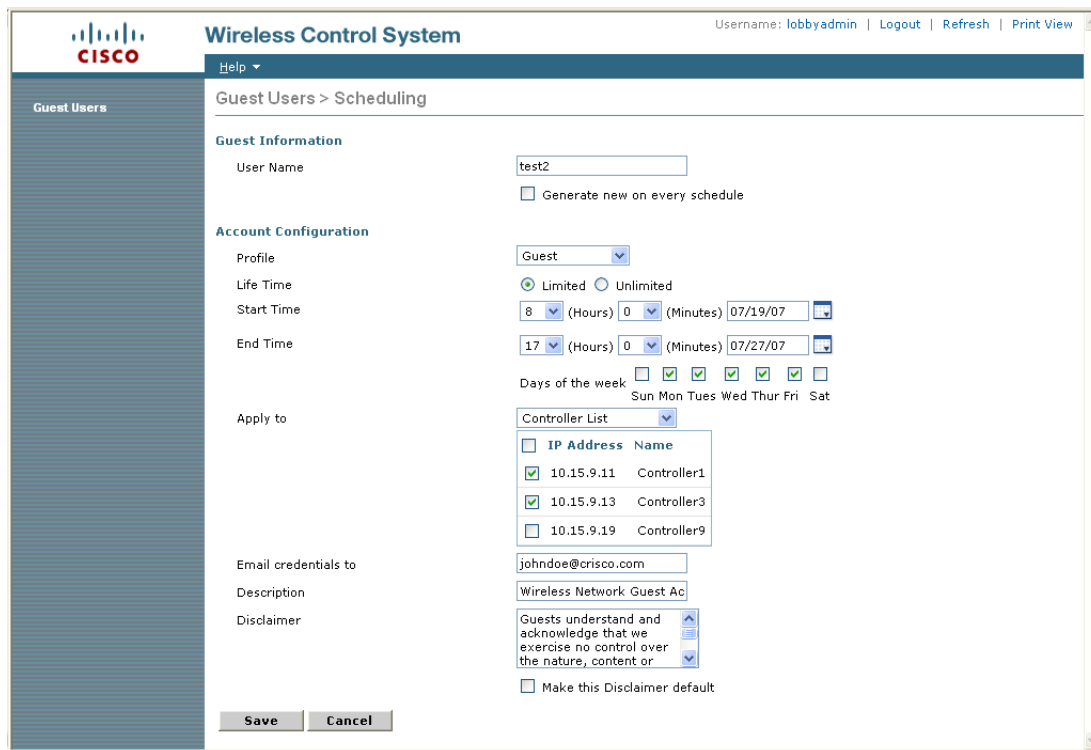 Username: lobbyadmin | Logout | Refresh | Print View
CISCO
Wireless Control System
Help
Guest Users
Guest Users > Scheduling
Guest Information
User Name test2
Generate new on every schedule
Account Configuration
Profile Guest
Life Time Limited Unlimited
Start Time 8 (Hours) 0 (Minutes) 07/19/07
End Time 17 (Hours) 0 (Minutes) 07/27/07
Days of the week
Sun Mon Tues Wed Thur Fri Sat
Apply to Controller List
IP Address Name
10.15.9.11 Controller1
10.15.9.13 Controller3
10.15.9.19 Controller9
Email credentials to johndoe@crisco.com
Description Wireless Network Guest Ac
Disclaimer Guests understand and
acknowledge that we
exercise no control over
the nature, content or
Make this Disclaimer default
Save Cancel